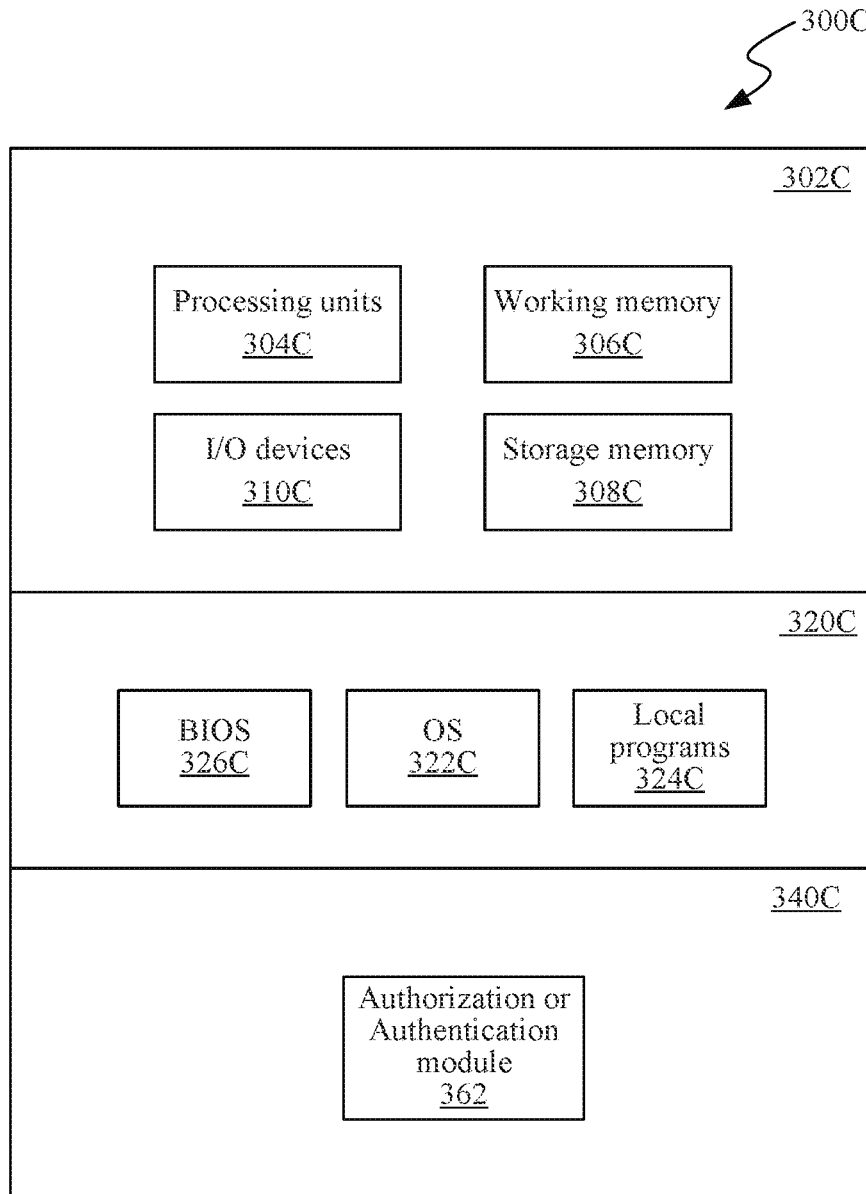 300C
302C
Processing units
304C
Working memory
306C
I/O devices
310C
Storage memory
308C
320C
BIOS
326C
OS
322C
Local
programs
324C
340C
Authorization or
Authentication
module
362